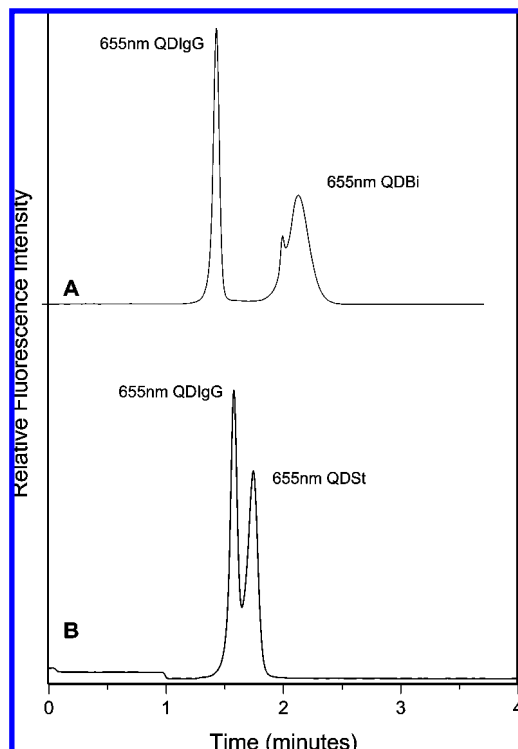 655nm QDIgG
655nm QDBi
A
Relative Fluorescence Intensity
655nm QDIgG
655nm QDSt
B
0 1 2 3 4
Time (minutes)